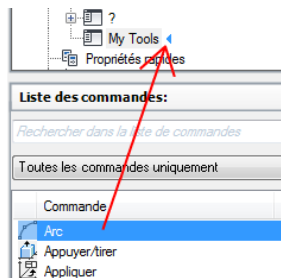 ?
My Tools
Propriétés rapides
Liste des commandes:
Rechercher dans la liste de commandes
Toutes les commandes uniquement
Commande
Arc
Appuyer/tirer
Appliquer